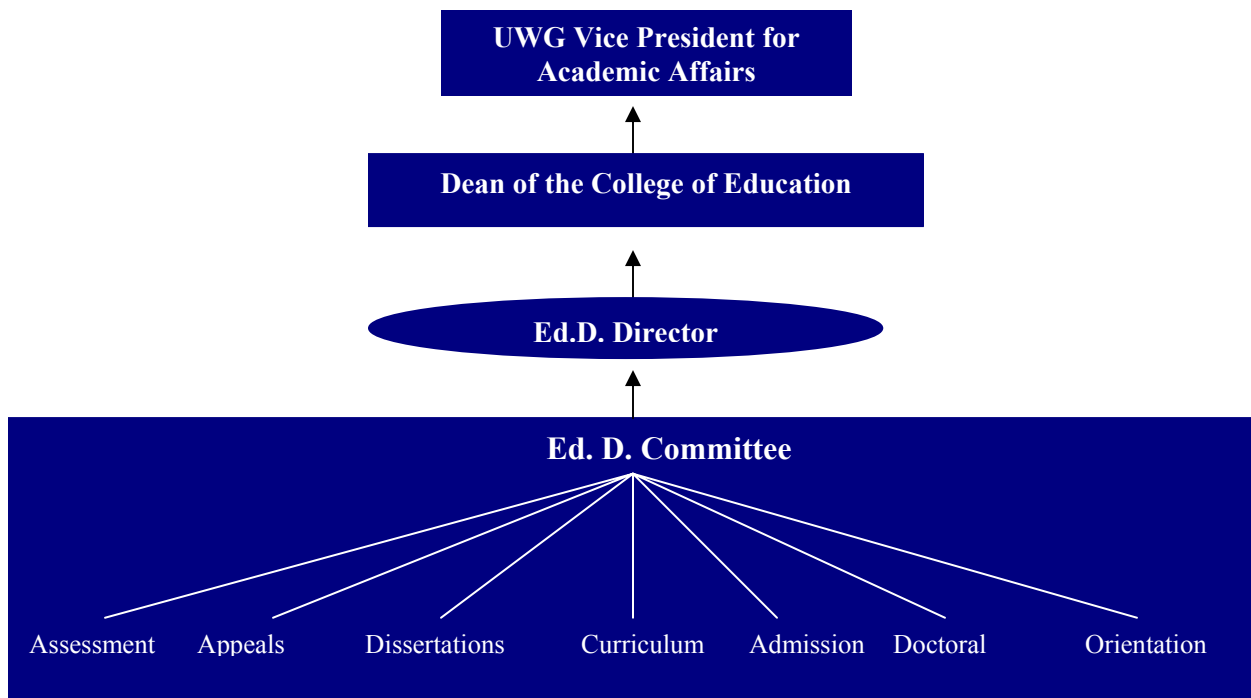 UWG Vice President for
Academic Affairs
Dean of the College of Education
Ed.D. Director
Ed. D. Committee
Assessment Appeals Dissertations Curriculum Admission Doctoral Orientation